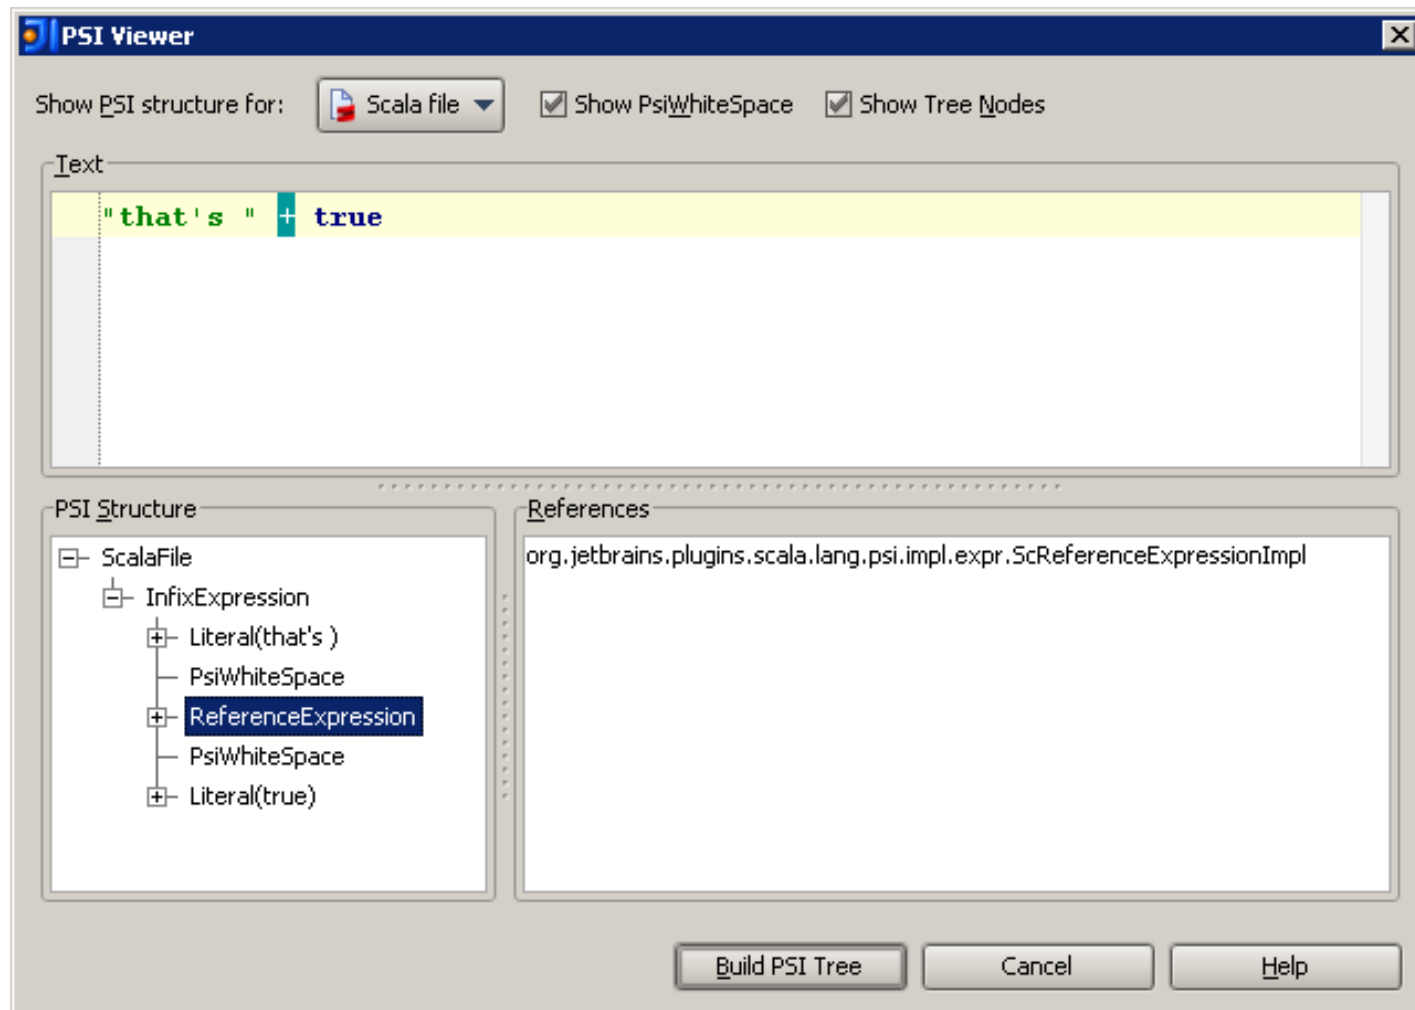 PSI Viewer
Show PSI structure for: Scala file Show PsiWhiteSpace Show Tree Nodes
Text
"that's " + true
PSI Structure
ScalaFile
InfixExpression
Literal(that's )
PsiWhiteSpace
ReferenceExpression
PsiWhiteSpace
Literal(true)
References
org.jetbrains.plugins.scala.lang.psi.impl.expr.ScReferenceExpressionImpl
Build PSI Tree Cancel Help